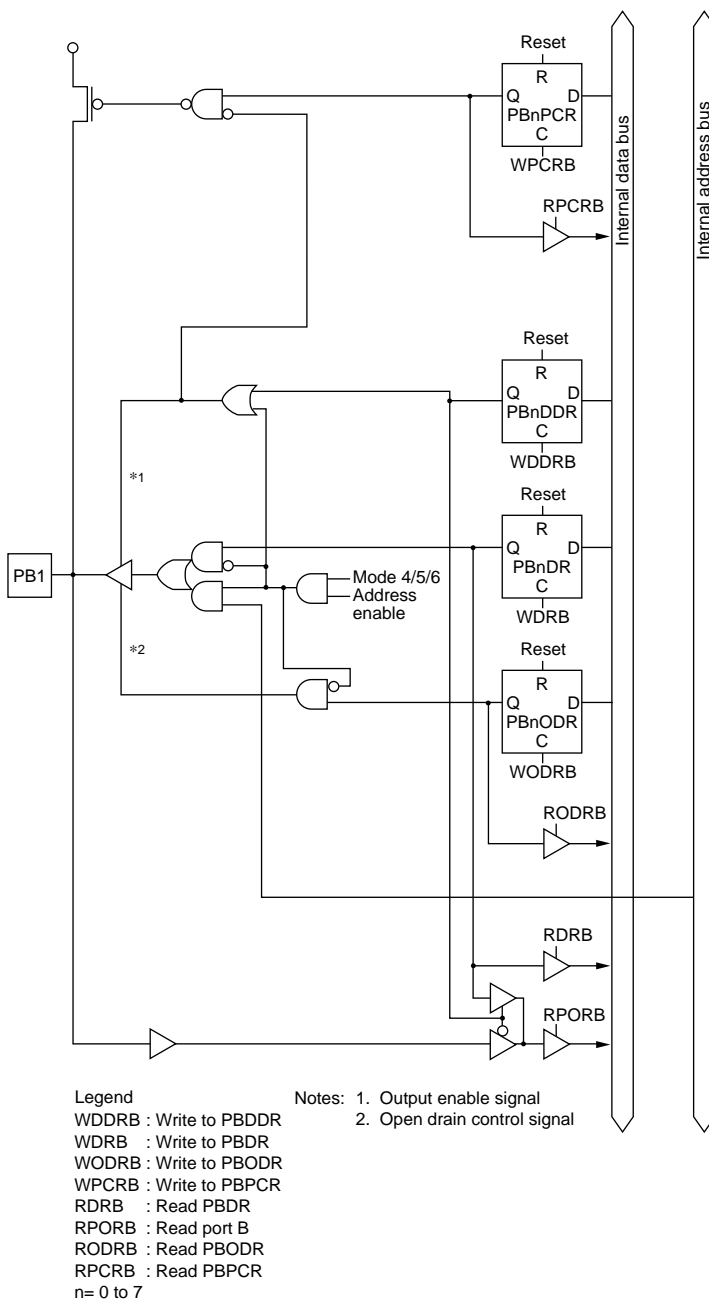 Reset
R
Q D
PBnPCR
C
WPCRB
RPCRB
Internal data bus
Internal address bus
Reset
R
Q D
PBnDDR
C
WDDRB
*1
Reset
R
Q D
PBnDR
C
WDRB
PB1
Mode 4/5/6
Address
enable
*2
Reset
R
Q D
PBnODR
C
WODRB
RODRB
RDRB
RPORB
Legend
WDDRB : Write to PBDDR
WDRB : Write to PBDR
WODRB : Write to PBODR
WPCRB : Write to PBPCR
RDRB : Read PBDR
RPORB : Read port B
RODRB : Read PBODR
RPCRB : Read PBPCR
n= 0 to 7
Notes: 1. Output enable signal
2. Open drain control signal